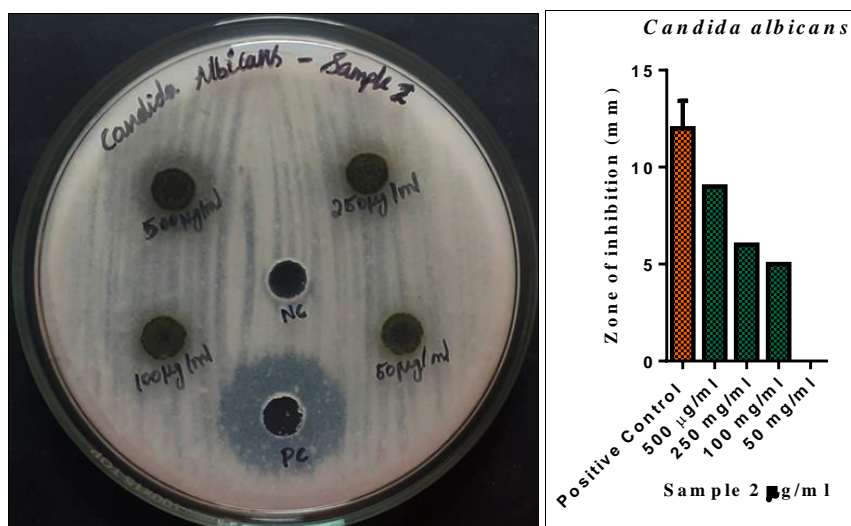 Candida Albicans - Sample I
500µg/ml
250µg/ml
NC
100µg/ml
50µg/ml
PC
Candida albicans
Zone of inhibition (mm)
15
10
5
0
Positive Control
500 µg/ml
250 mg/ml
100 mg/ml
50 mg/ml
Sample 2 µg/ml